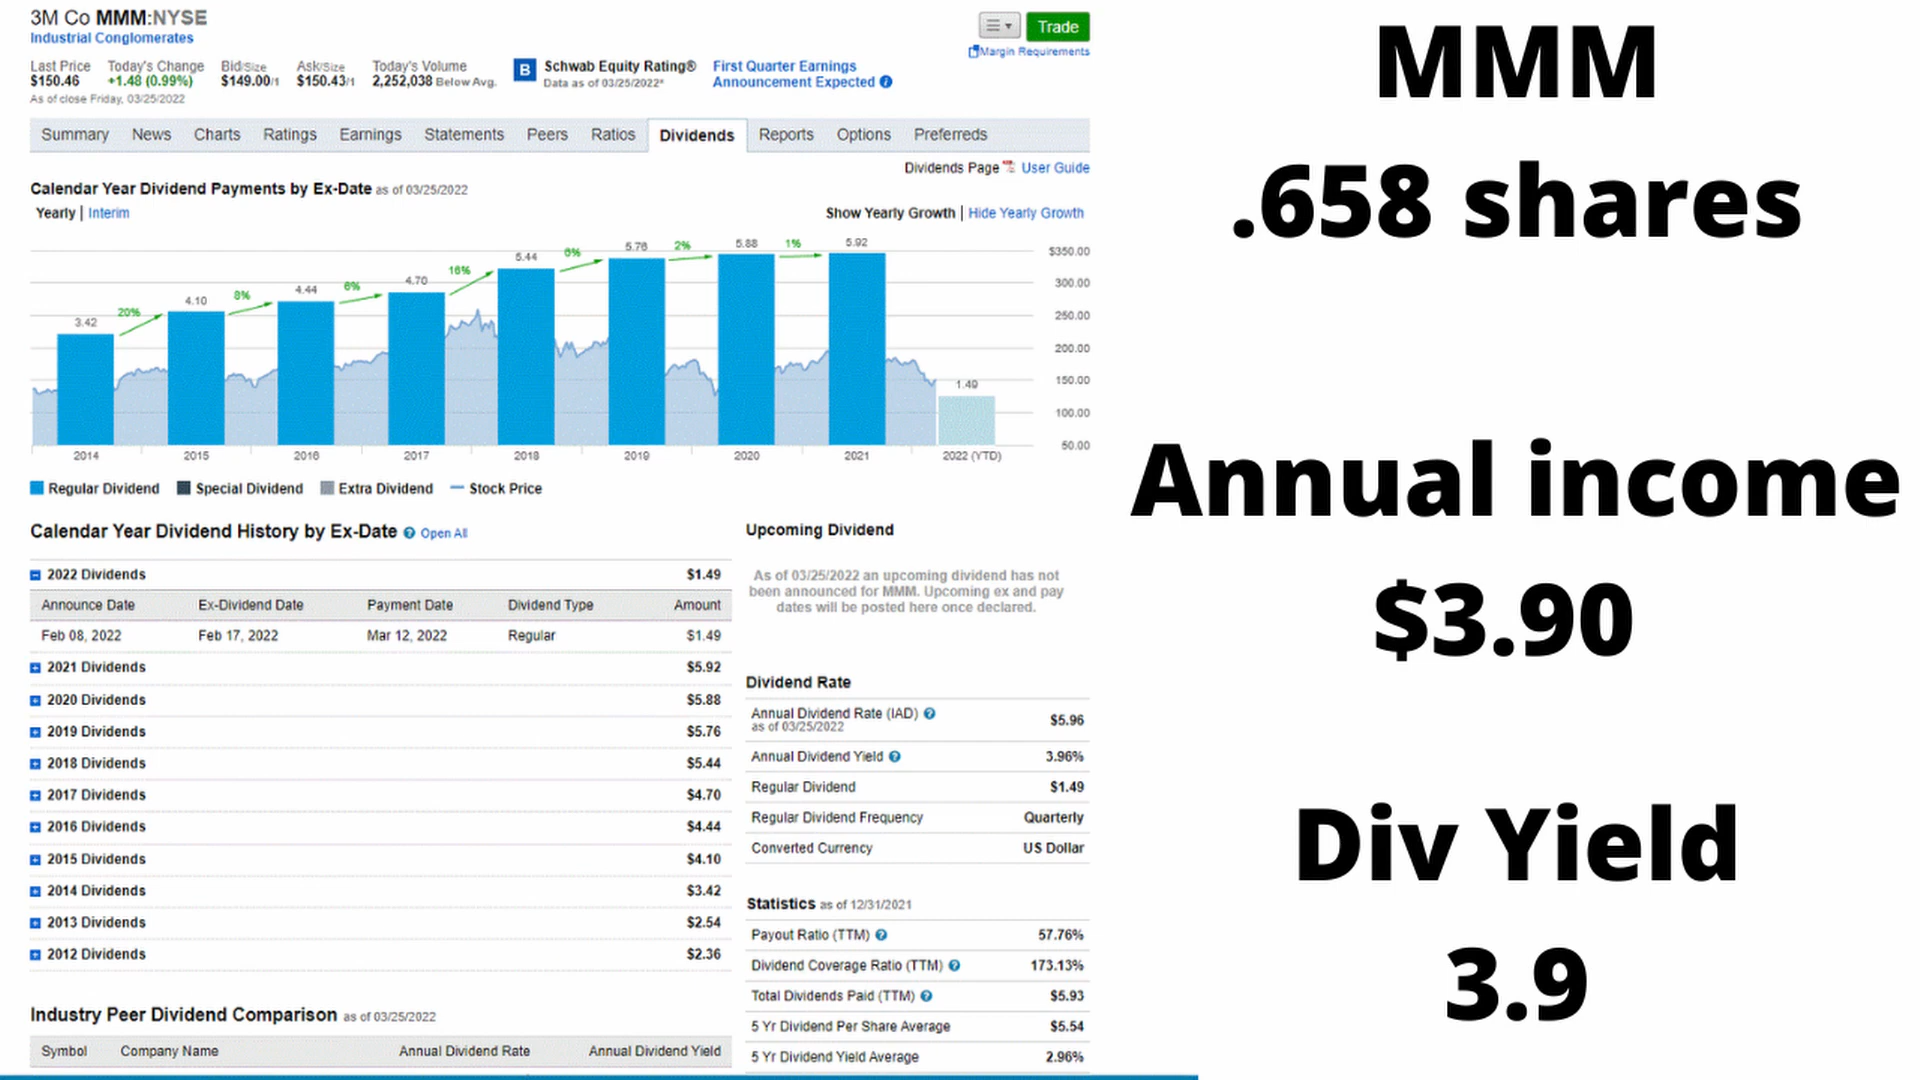 3M Co MMM:NYSE
Industrial Conglomerates
Trade
Margin Requirements
Last Price Today's Change Bid/Size Ask/Size Today's Volume
$150.46 +1.48 (0.99%) $149.00/1 $150.43/1 2,252,038 Below Avg.
As of close Friday, 03/25/2022
B Schwab Equity Rating®
Data as of 03/25/2022*
First Quarter Earnings
Announcement Expected
Summary News Charts Ratings Earnings Statements Peers Ratios Dividends Reports Options Preferreds
Dividends Page User Guide
Calendar Year Dividend Payments by Ex-Date as of 03/25/2022
Yearly | Interim
Show Yearly Growth | Hide Yearly Growth
3.42 20% 4.10 8% 4.44 6% 4.70 16% 5.44 6% 5.76 2% 5.88 1% 5.92 1.49
$350.00
300.00
250.00
200.00
150.00
100.00
50.00
2014 2015 2016 2017 2018 2019 2020 2021 2022 (YTD)
Regular Dividend Special Dividend Extra Dividend Stock Price
Calendar Year Dividend History by Ex-Date Open All
2022 Dividends $1.49
Announce Date Ex-Dividend Date Payment Date Dividend Type Amount
Feb 08, 2022 Feb 17, 2022 Mar 12, 2022 Regular $1.49
2021 Dividends $5.92
2020 Dividends $5.88
2019 Dividends $5.76
2018 Dividends $5.44
2017 Dividends $4.70
2016 Dividends $4.44
2015 Dividends $4.10
2014 Dividends $3.42
2013 Dividends $2.54
2012 Dividends $2.36
Industry Peer Dividend Comparison as of 03/25/2022
Symbol Company Name Annual Dividend Rate Annual Dividend Yield
Upcoming Dividend
As of 03/25/2022 an upcoming dividend has not
been announced for MMM. Upcoming ex and pay
dates will be posted here once declared.
Dividend Rate
Annual Dividend Rate (IAD) $5.96
as of 03/25/2022
Annual Dividend Yield 3.96%
Regular Dividend $1.49
Regular Dividend Frequency Quarterly
Converted Currency US Dollar
Statistics as of 12/31/2021
Payout Ratio (TTM) 57.76%
Dividend Coverage Ratio (TTM) 173.13%
Total Dividends Paid (TTM) $5.93
5 Yr Dividend Per Share Average $5.54
5 Yr Dividend Yield Average 2.96%
MMM
.658 shares
Annual income
$3.90
Div Yield
3.9